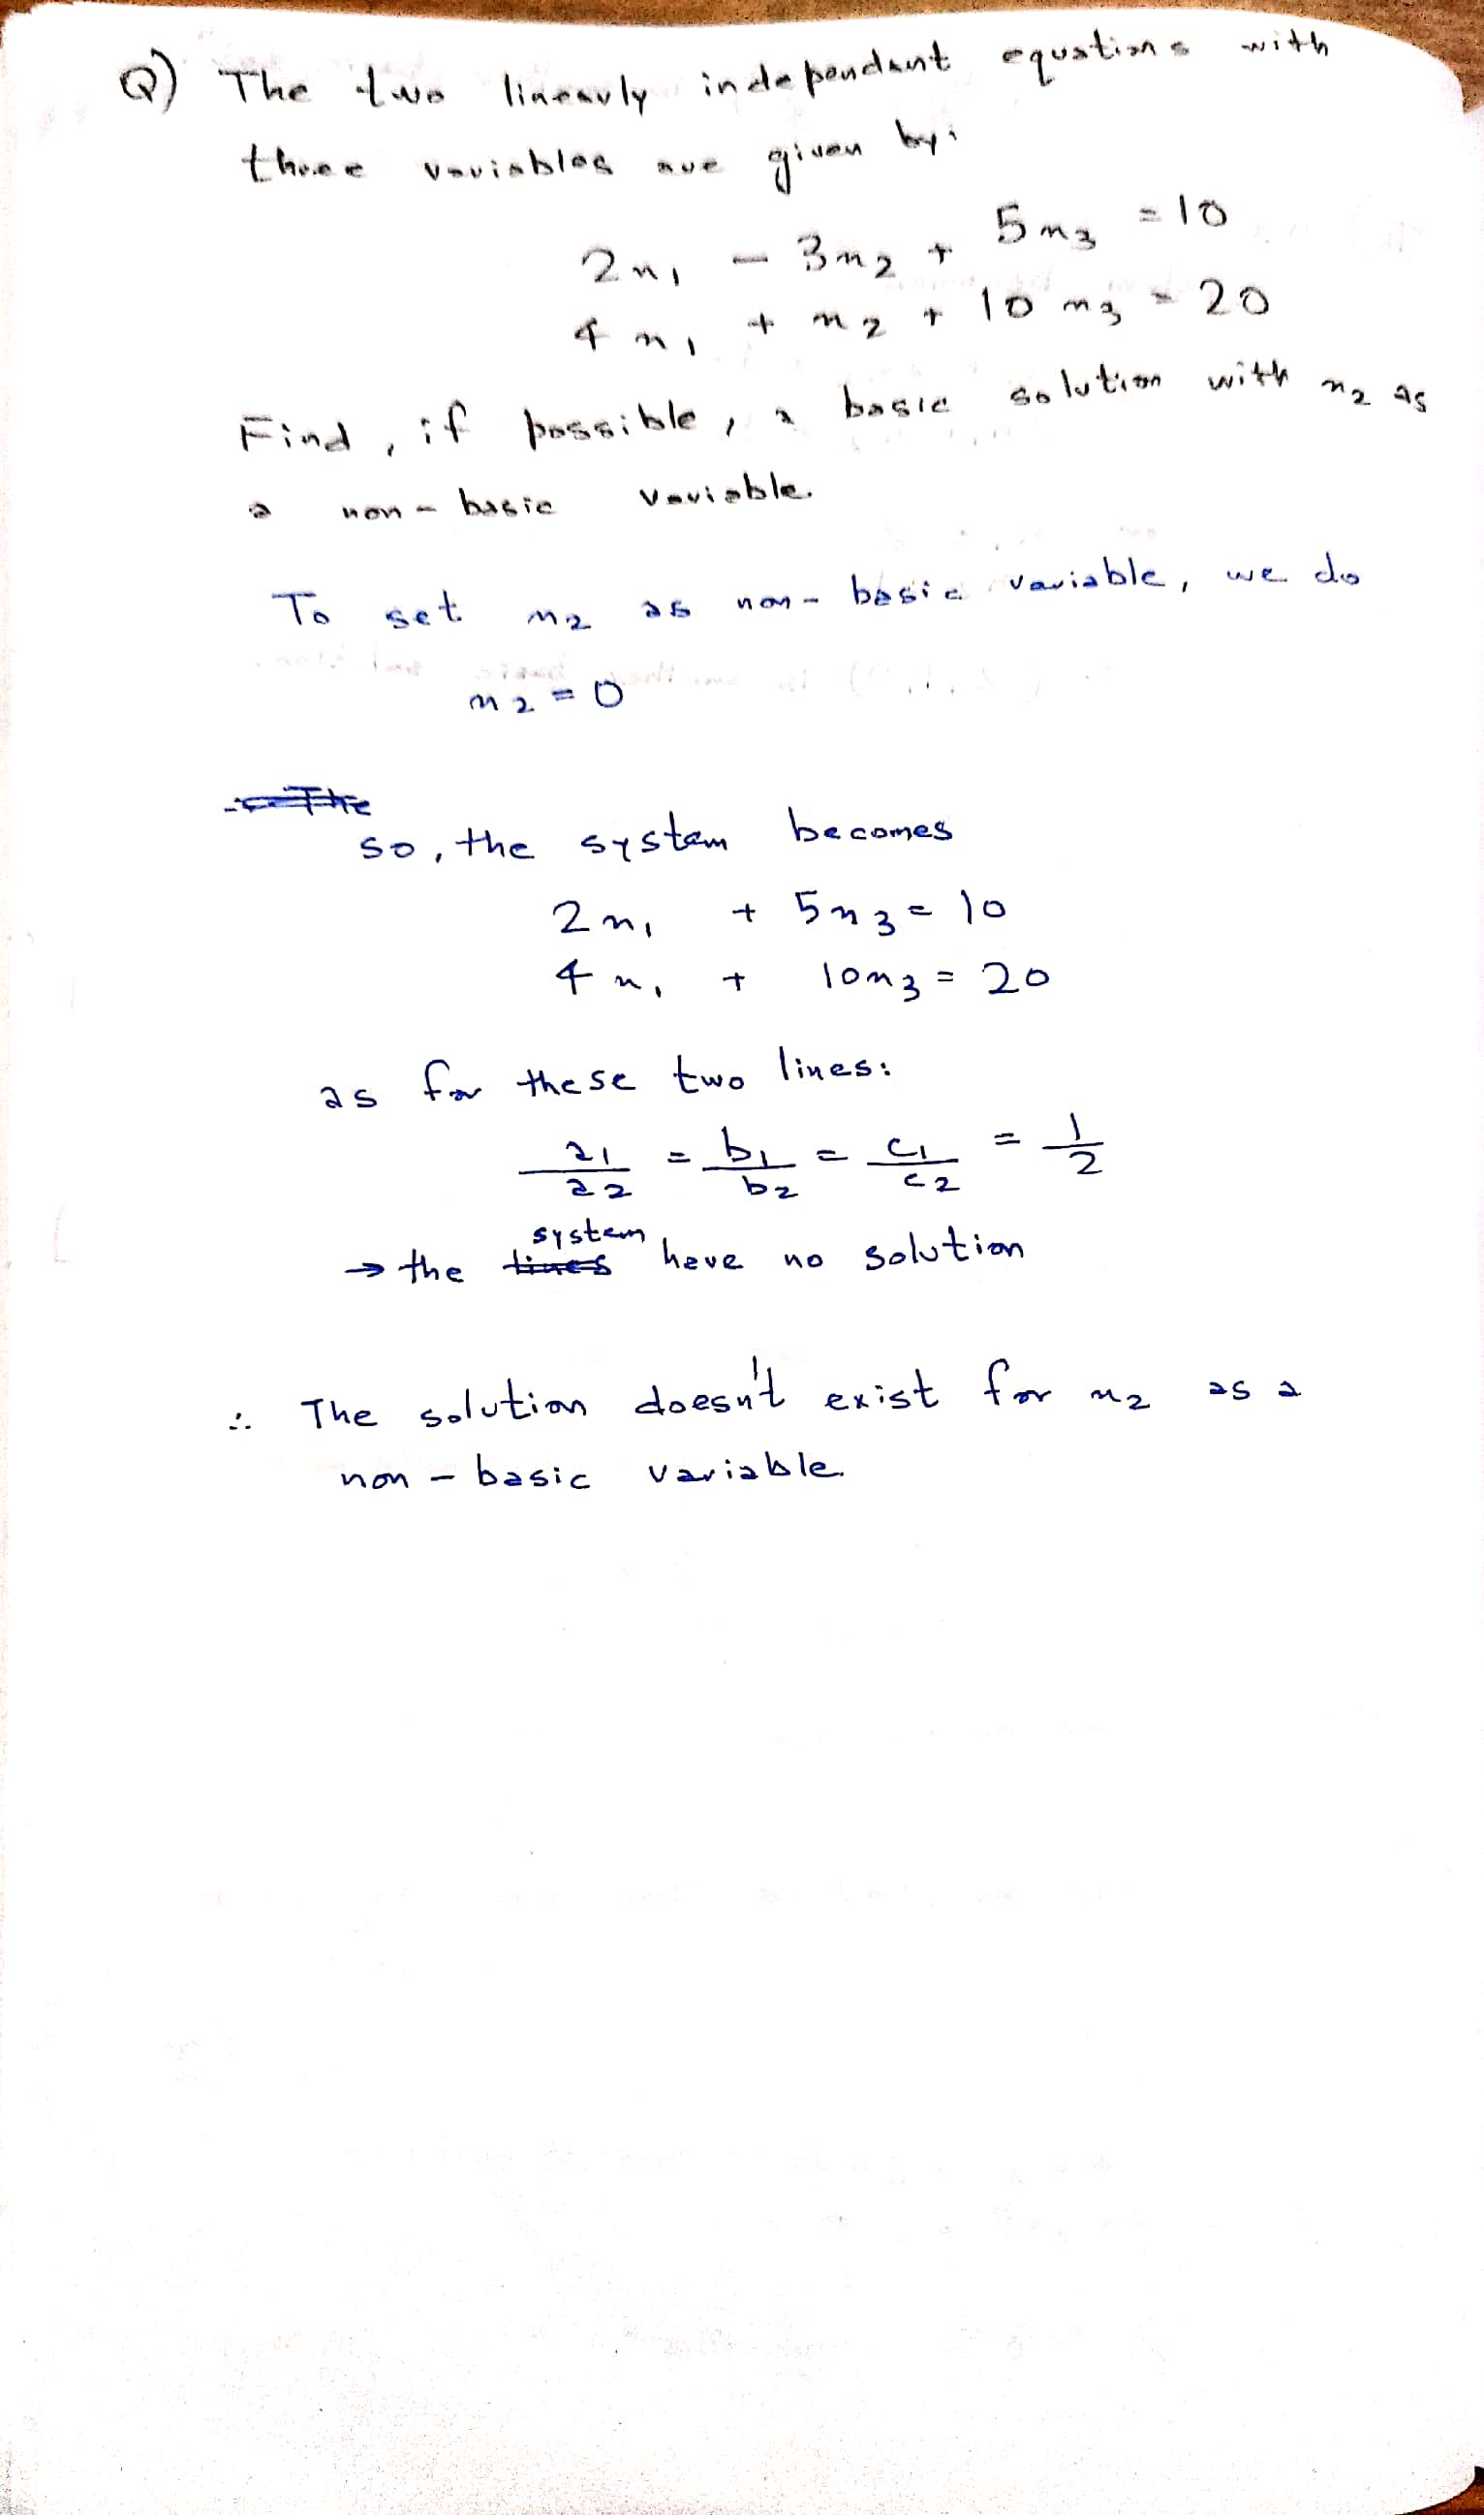 Q) The two linearly independent equations with
three variables are given by:
2x₁ - 3x₂ + 5x₃ = 10
4x₁ + x₂ + 10x₃ = 20
Find, if possible, a basic solution with x₂ as
a non-basic variable.
To set x₂ as non-basic variable, we do
x₂ = 0
∴ The
so, the system becomes
2x₁ + 5x₃ = 10
4x₁ + 10x₃ = 20
as for these two lines:
a₁/a₂ = b₁/b₂ = c₁/c₂ = 1/2
→ the lines system have no solution
∴ The solution doesn't exist for x₂ as a
non-basic variable.